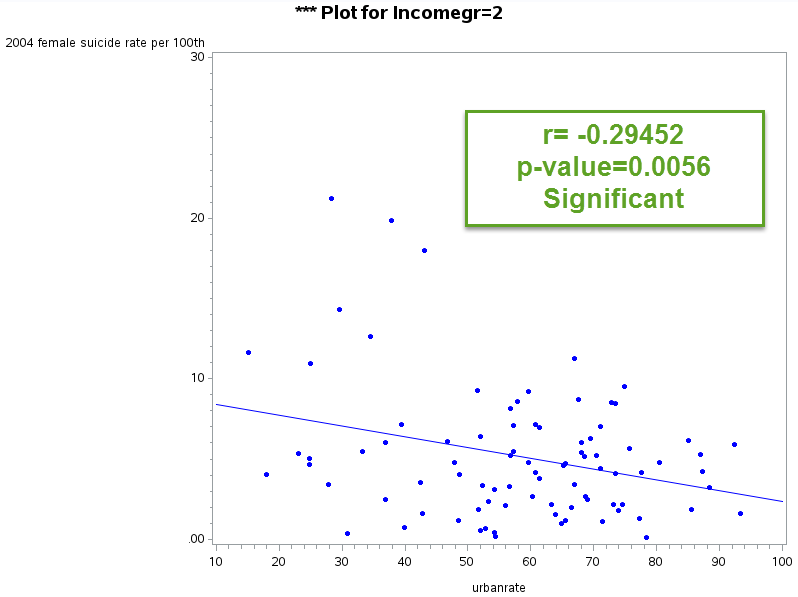 *** Plot for Incomegr=2
2004 female suicide rate per 100th
30
r= -0.29452
p-value=0.0056
Significant
20
10
.00
10 20 30 40 50 60 70 80 90 100
urbanrate